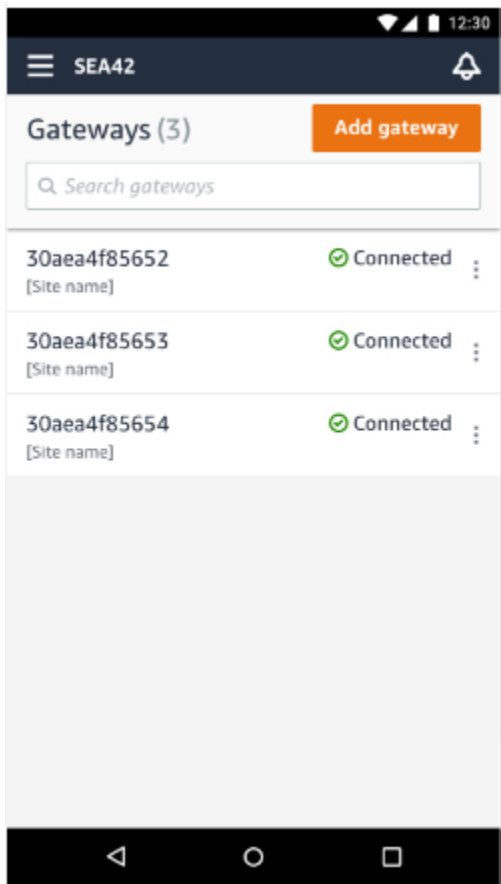 12:30
SEA42
Gateways (3)
Add gateway
Search gateways
30aea4f85652
Connected
[Site name]
30aea4f85653
Connected
[Site name]
30aea4f85654
Connected
[Site name]